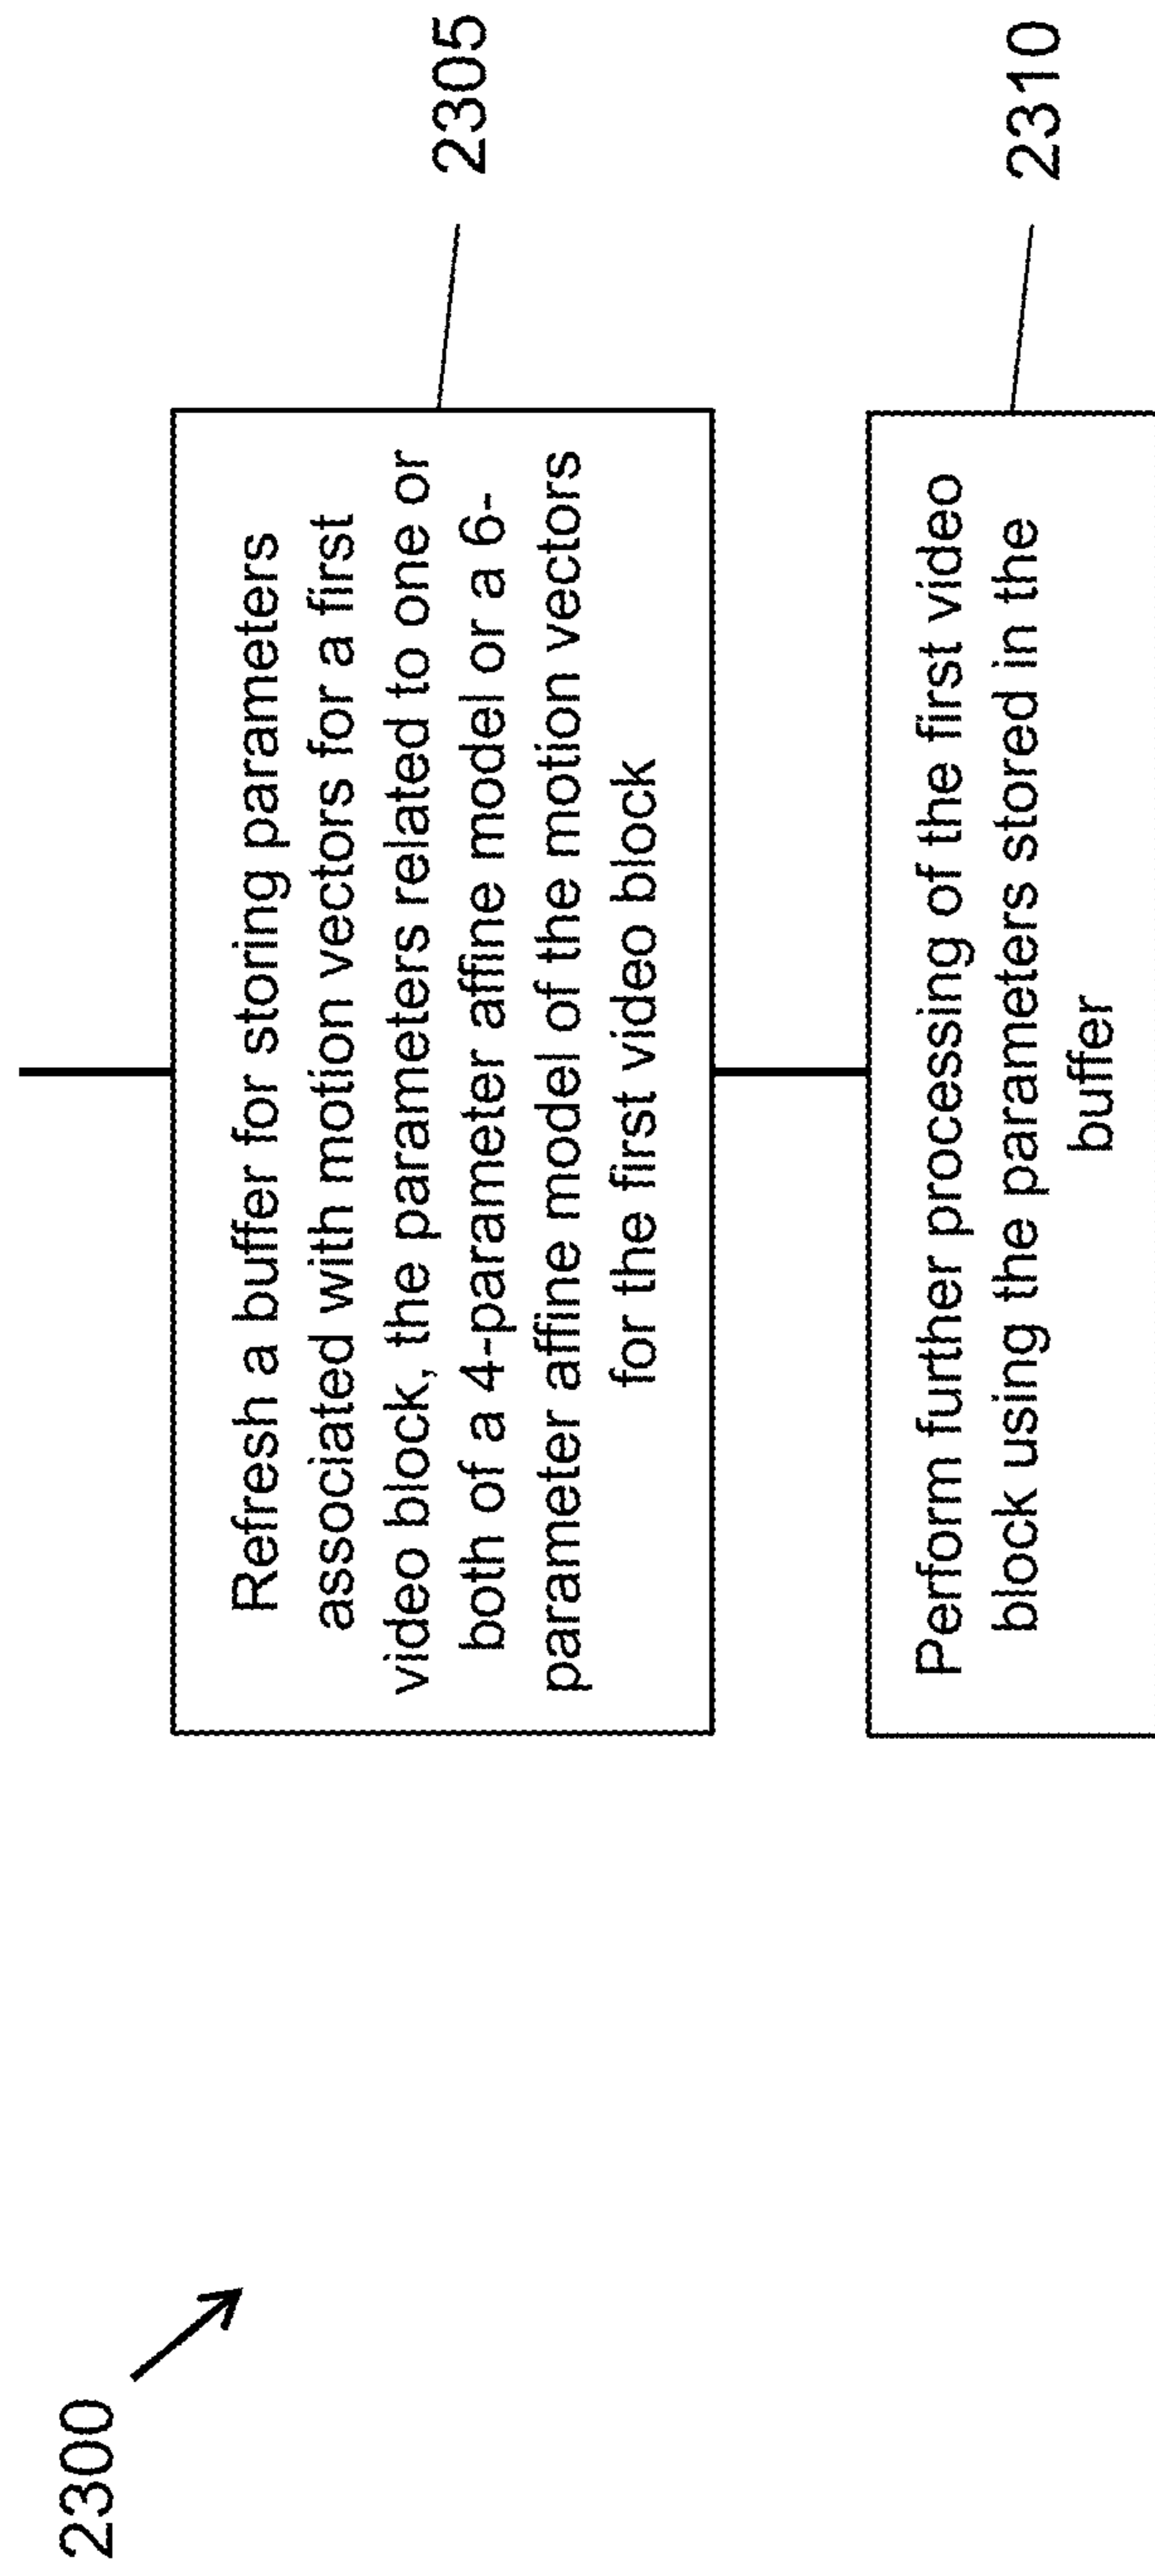 2300
Refresh a buffer for storing parameters
associated with motion vectors for a first
video block, the parameters related to one or
both of a 4-parameter affine model or a 6-
parameter affine model of the motion vectors
for the first video block
2305
Perform further processing of the first video
block using the parameters stored in the
buffer
2310